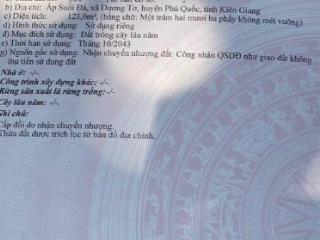 b) Địa chỉ: Ấp Suối Đá, xã Dương Tơ, huyện Phú Quốc, tỉnh Kiên Giang
c) Diện tích: 123,0m², (bằng chữ: Một trăm hai mươi ba phẩy không mét vuông)
d) Hình thức sử dụng: Sử dụng riêng
đ) Mục đích sử dụng: Đất trồng cây lâu năm
e) Thời hạn sử dụng: Tháng 10/2043
g) Nguồn gốc sử dụng: Nhận chuyển nhượng đất Công nhận QSDĐ như giao đất không
thu tiền sử dụng đất
Nhà ở: -/-.
Công trình xây dựng khác: -/-.
Rừng sản xuất là rừng trồng: -/-.
Cây lâu năm: -/-.
Ghi chú:
Cấp đổi do nhận chuyển nhượng.
Thửa đất được trích lục từ bản đồ địa chính.